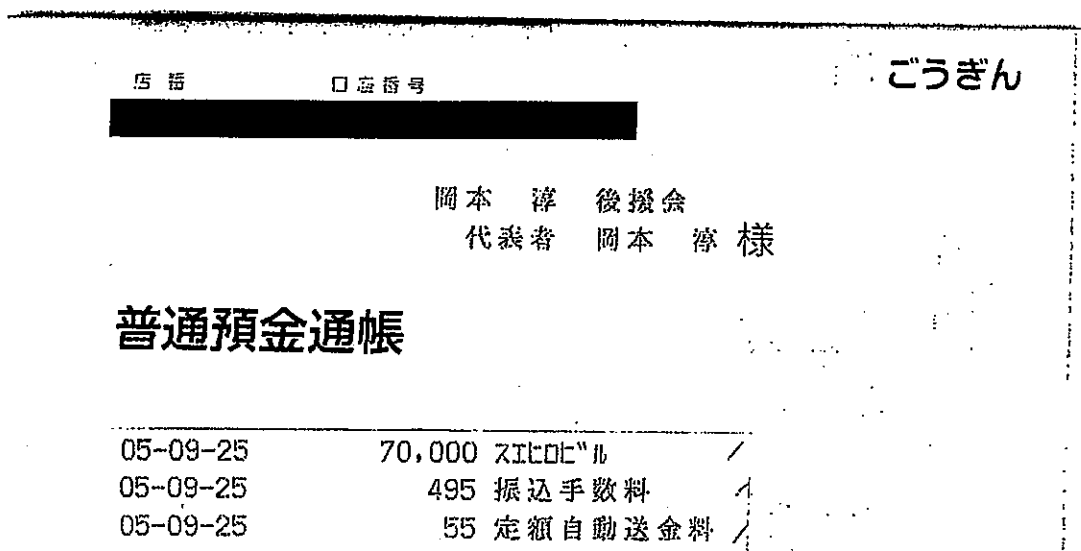 ごうぎん
店番 口座番号
岡本 淳 後援会
代表者 岡本 淳 様
普通預金通帳
05-09-25 70,000 スエヒロビル
05-09-25 495 振込手数料
05-09-25 55 定額自動送金料